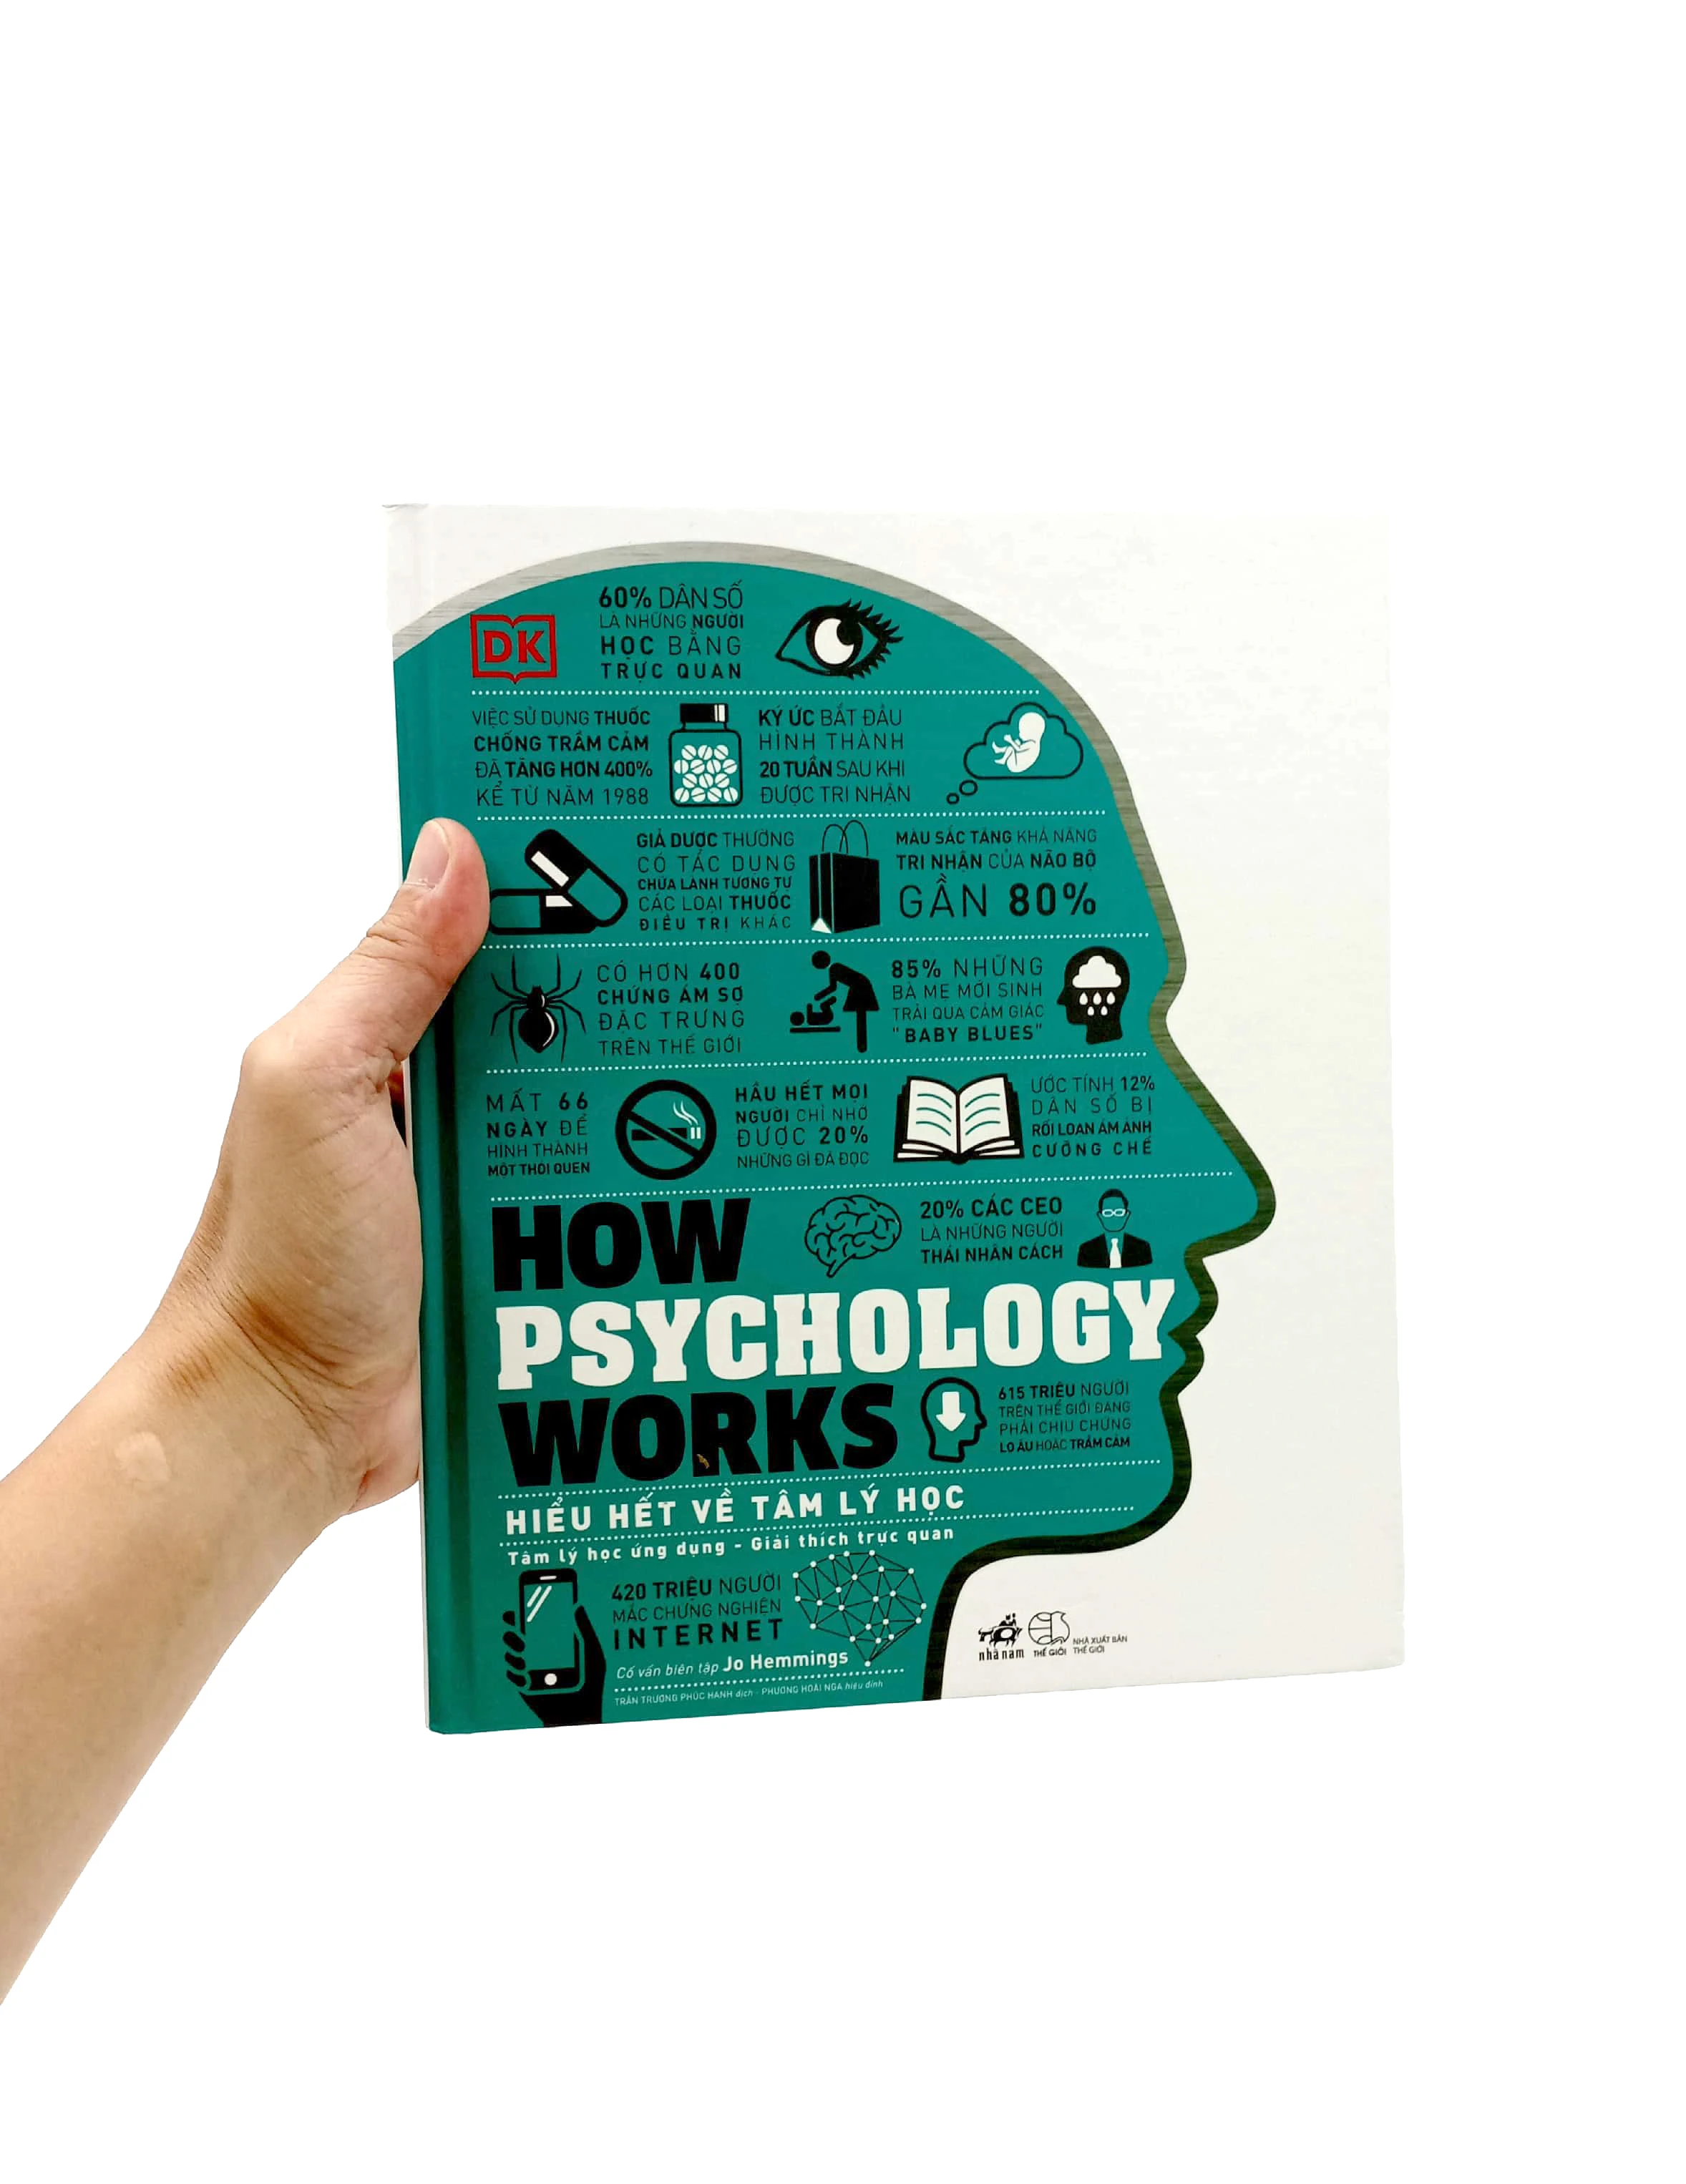 DK
60% DÂN SỐ
LÀ NHỮNG NGƯỜI
HỌC BẰNG
TRỰC QUAN
VIỆC SỬ DỤNG THUỐC
CHỐNG TRẦM CẢM
ĐÃ TĂNG HƠN 400%
KỂ TỪ NĂM 1988
KÝ ỨC BẮT ĐẦU
HÌNH THÀNH
20 TUẦN SAU KHI
ĐƯỢC TRI NHẬN
GIẢ DƯỢC THƯỜNG
CÓ TÁC DỤNG
CHỮA LÀNH TƯƠNG TỰ
CÁC LOẠI THUỐC
ĐIỀU TRỊ KHÁC
MÀU SẮC TĂNG KHẢ NĂNG
TRI NHẬN CỦA NÃO BỘ
GẦN 80%
CÓ HƠN 400
CHỨNG ÁM SỢ
ĐẶC TRƯNG
TRÊN THẾ GIỚI
85% NHỮNG
BÀ MẸ MỚI SINH
TRẢI QUA CẢM GIÁC
"BABY BLUES"
MẤT 66
NGÀY ĐỂ
HÌNH THÀNH
MỘT THÓI QUEN
HẦU HẾT MỌI
NGƯỜI CHỈ NHỚ
ĐƯỢC 20%
NHỮNG GÌ ĐÃ ĐỌC
ƯỚC TÍNH 12%
DÂN SỐ BỊ
RỐI LOẠN ÁM ẢNH
CƯỠNG CHẾ
20% CÁC CEO
LÀ NHỮNG NGƯỜI
THÁI NHÂN CÁCH
HOW
PSYCHOLOGY
WORKS
615 TRIỆU NGƯỜI
TRÊN THẾ GIỚI ĐANG
PHẢI CHỊU CHỨNG
LO ÂU HOẶC TRẦM CẢM
HIỂU HẾT VỀ TÂM LÝ HỌC
Tâm lý học ứng dụng - Giải thích trực quan
420 TRIỆU NGƯỜI
MẮC CHỨNG NGHIỆN
INTERNET
Cố vấn biên tập Jo Hemmings
TRẦN TRƯƠNG PHÚC HẠNH dịch - PHƯƠNG HOÀI NGA hiệu đính
nhã nam
THẾ GIỚI
NHÀ XUẤT BẢN
THẾ GIỚI